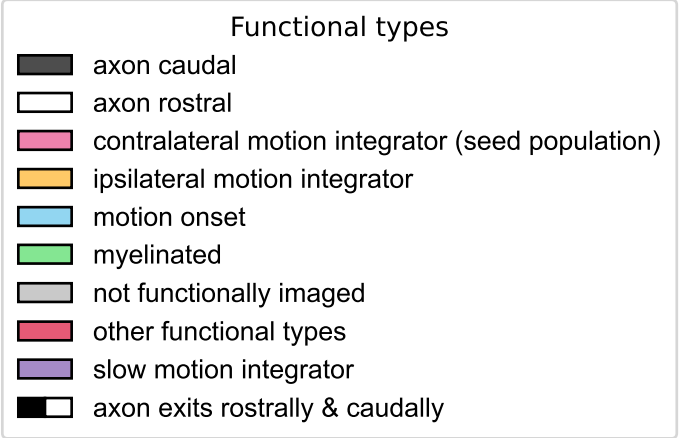 Functional types
axon caudal
axon rostral
contralateral motion integrator (seed population)
ipsilateral motion integrator
motion onset
myelinated
not functionally imaged
other functional types
slow motion integrator
axon exits rostrally & caudally